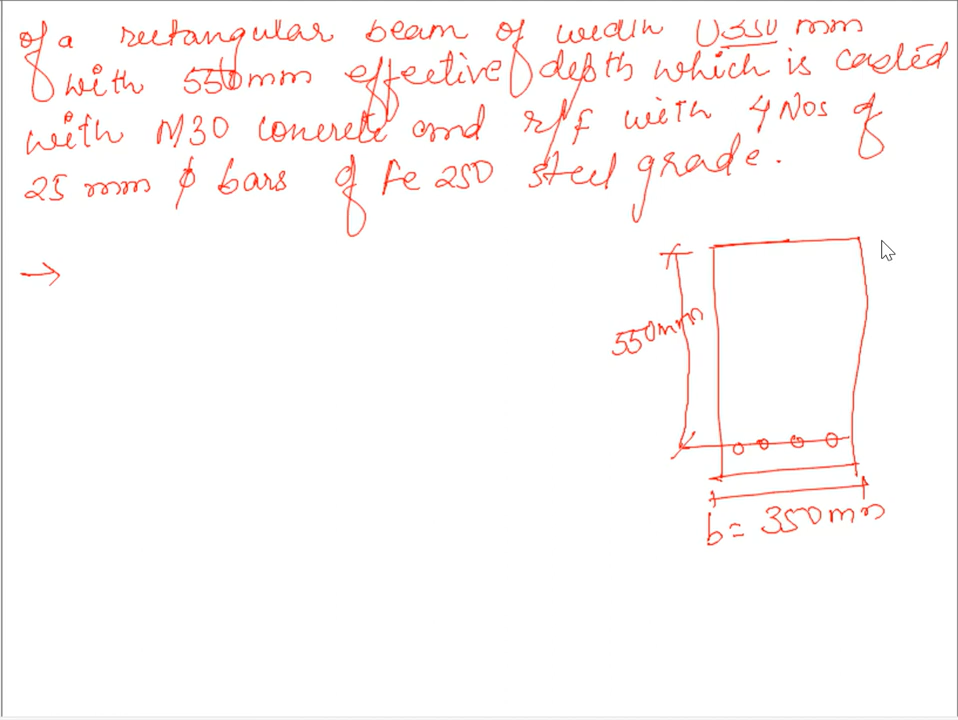 of a rectangular beam of width 350 mm
with 550mm effective depth which is casted
with M30 concrete and r/f with 4 Nos of
25 mm ϕ bars of Fe 250 steel grade.
→
550mm
b = 350mm